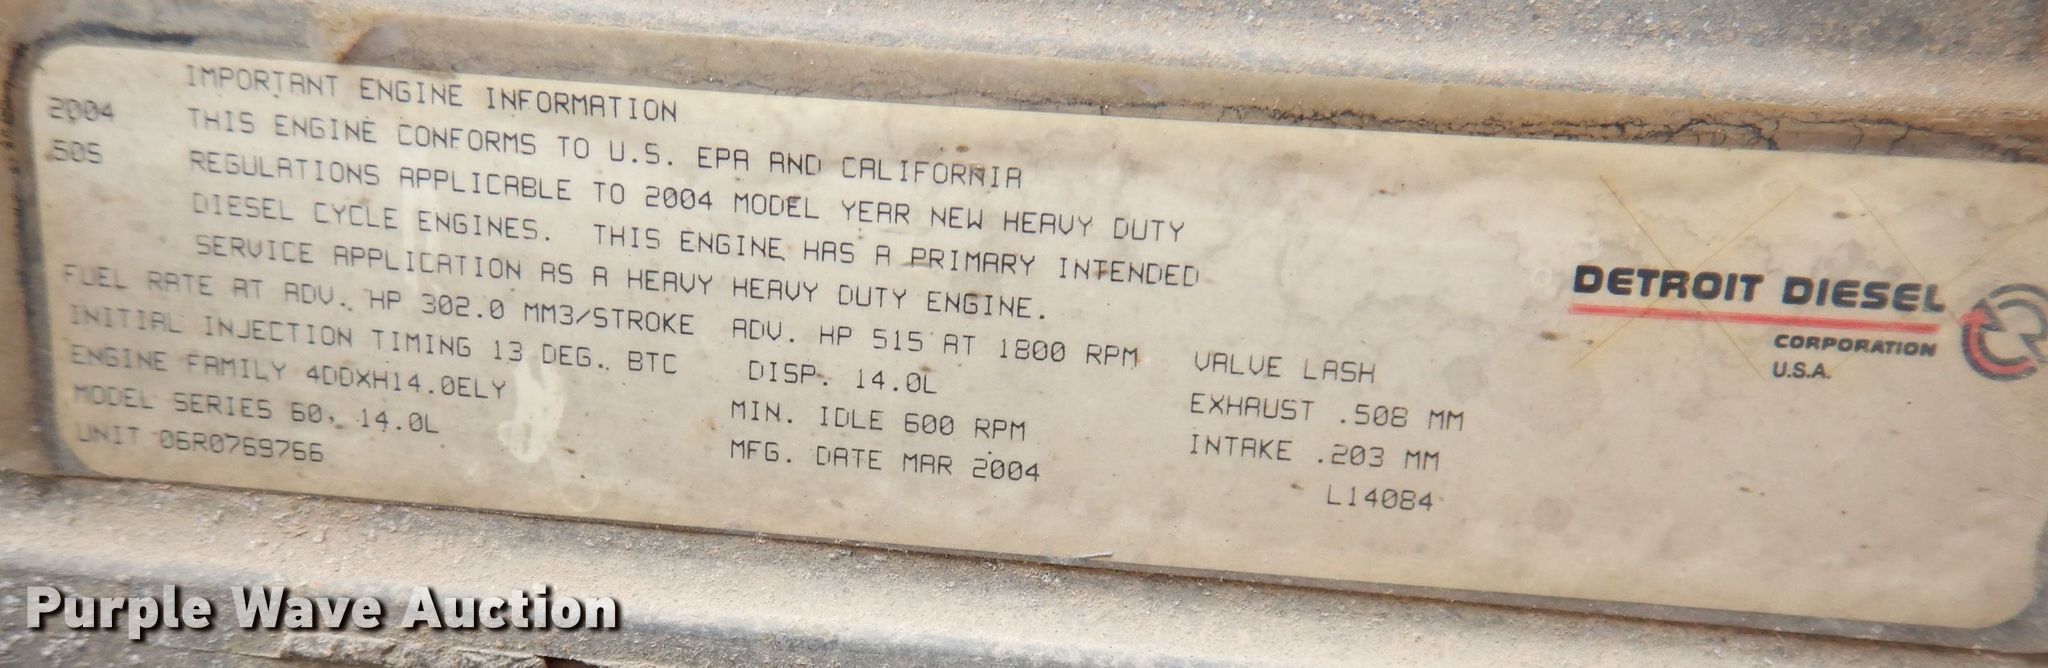 IMPORTANT ENGINE INFORMATION
2004 THIS ENGINE CONFORMS TO U.S. EPA AND CALIFORNIA
505 REGULATIONS APPLICABLE TO 2004 MODEL YEAR NEW HEAVY DUTY
DIESEL CYCLE ENGINES. THIS ENGINE HAS A PRIMARY INTENDED
SERVICE APPLICATION AS A HEAVY HEAVY DUTY ENGINE.
FUEL RATE AT ADV. HP 302.0 MM3/STROKE ADV. HP 515 AT 1800 RPM VALVE LASH
INITIAL INJECTION TIMING 13 DEG. BTC DISP. 14.0L EXHAUST .508 MM
ENGINE FAMILY 4DDXH14.0ELY MIN. IDLE 600 RPM INTAKE .203 MM
MODEL SERIES 60, 14.0L MFG. DATE MAR 2004 L14084
UNIT 06R0769766
DETROIT DIESEL
CORPORATION
U.S.A.
Purple Wave Auction